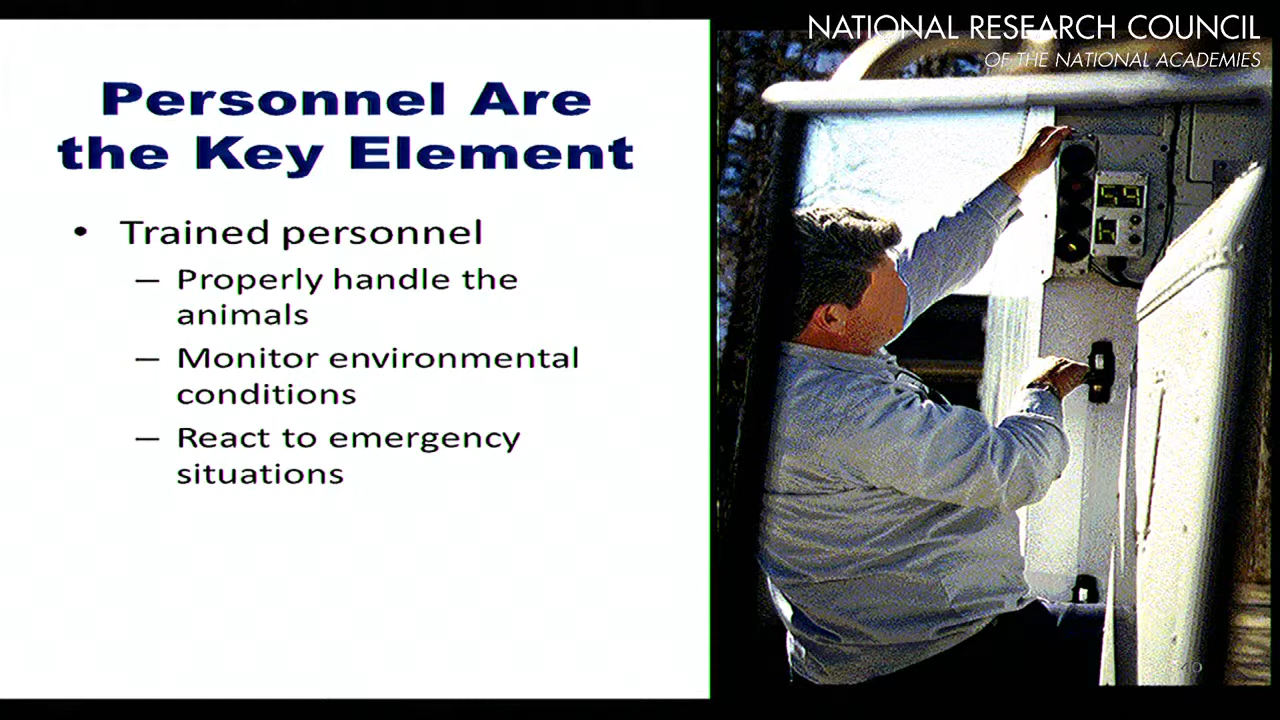 NATIONAL RESEARCH COUNCIL
OF THE NATIONAL ACADEMIES
Personnel Are
the Key Element
• Trained personnel
– Properly handle the
animals
– Monitor environmental
conditions
– React to emergency
situations